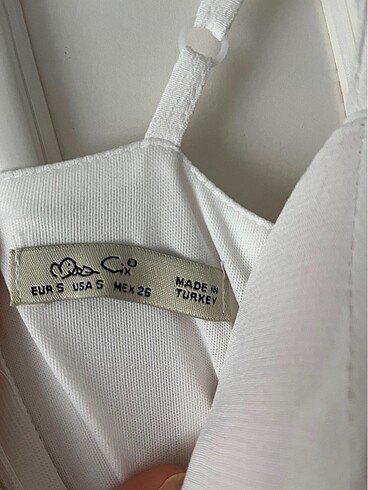 Miss Cix®
EUR S USA S MEX 26
MADE IN
TURKEY